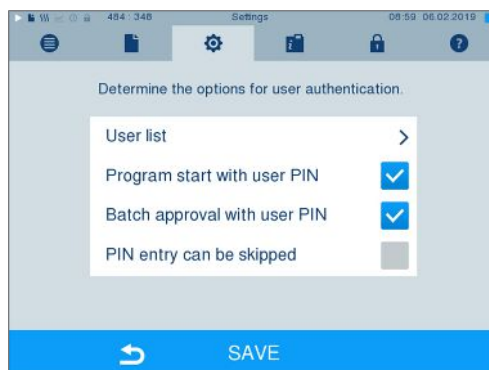 484 : 348 Settings 08:59 06.02.2019
Determine the options for user authentication.
User list
Program start with user PIN
Batch approval with user PIN
PIN entry can be skipped
SAVE